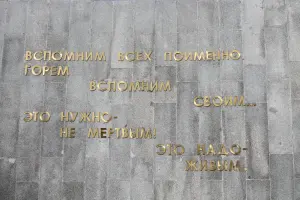 ВСПОМНИМ ВСЕХ ПОИМЕННО,
ГОРЕМ
ВСПОМНИМ
СВОИМ...
ЭТО НУЖНО-
НЕ МЕРТВЫМ!
ЭТО НАДО-
ЖИВЫМ!